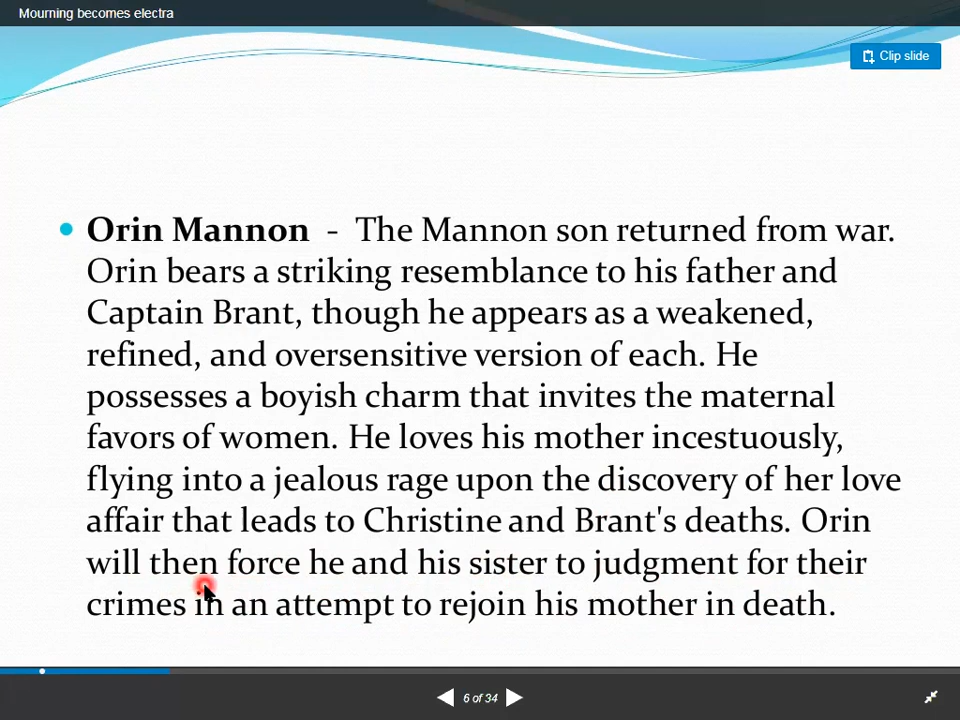 Mourning becomes electra
Clip slide
Orin Mannon - The Mannon son returned from war.
Orin bears a striking resemblance to his father and
Captain Brant, though he appears as a weakened,
refined, and oversensitive version of each. He
possesses a boyish charm that invites the maternal
favors of women. He loves his mother incestuously,
flying into a jealous rage upon the discovery of her love
affair that leads to Christine and Brant's deaths. Orin
will then force he and his sister to judgment for their
crimes in an attempt to rejoin his mother in death.
6 of 34